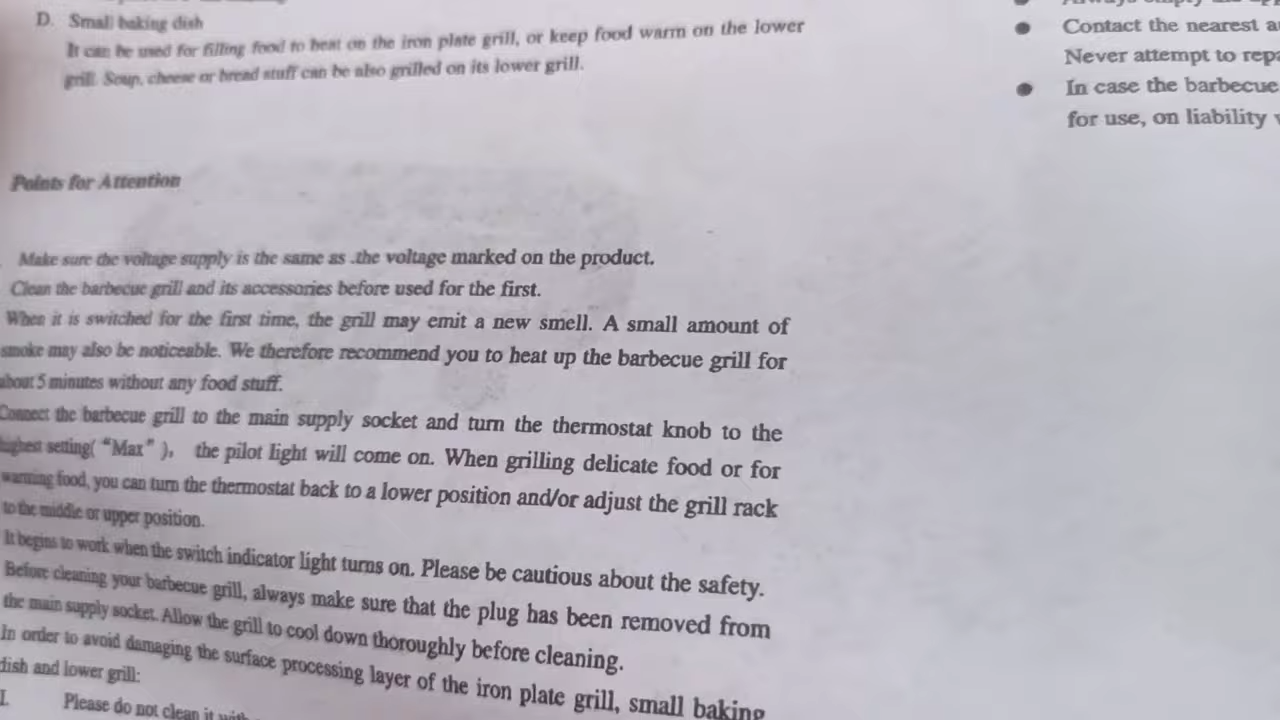 D. Small baking dish
It can be used for filling food to heat on the iron plate grill, or keep food warm on the lower
grill. Soup, cheese or bread stuff can be also grilled on its lower grill.
Points for Attention
Make sure the voltage supply is the same as .the voltage marked on the product.
Clean the barbecue grill and its accessories before used for the first.
When it is switched for the first time, the grill may emit a new smell. A small amount of
smoke may also be noticeable. We therefore recommend you to heat up the barbecue grill for
about 5 minutes without any food stuff.
Connect the barbecue grill to the main supply socket and turn the thermostat knob to the
highest setting( “Max” ), the pilot light will come on. When grilling delicate food or for
warming food, you can turn the thermostat back to a lower position and/or adjust the grill rack
to the middle or upper position.
It begins to work when the switch indicator light turns on. Please be cautious about the safety.
Before cleaning your barbecue grill, always make sure that the plug has been removed from
the main supply socket. Allow the grill to cool down thoroughly before cleaning.
In order to avoid damaging the surface processing layer of the iron plate grill, small baking
dish and lower grill:
I. Please do not clean it with
● Contact the nearest
Never attempt to
● In case the barbecue
for use, on liability